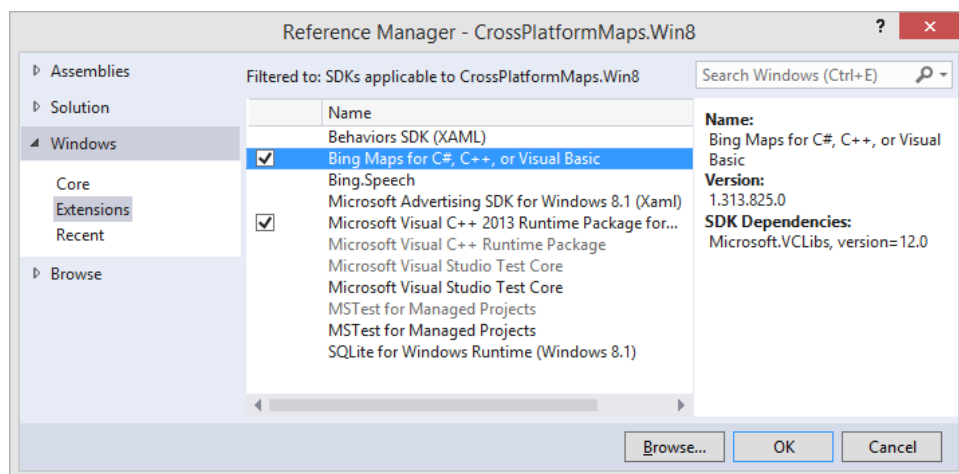 Reference Manager - CrossPlatformMaps.Win8
?
Assemblies
Solution
Windows
Core
Extensions
Recent
Browse
Filtered to: SDKs applicable to CrossPlatformMaps.Win8
Name
Behaviors SDK (XAML)
Bing Maps for C#, C++, or Visual Basic
Bing.Speech
Microsoft Advertising SDK for Windows 8.1 (Xaml)
Microsoft Visual C++ 2013 Runtime Package for...
Microsoft Visual C++ Runtime Package
Microsoft Visual Studio Test Core
Microsoft Visual Studio Test Core
MSTest for Managed Projects
MSTest for Managed Projects
SQLite for Windows Runtime (Windows 8.1)
Search Windows (Ctrl+E)
Name:
Bing Maps for C#, C++, or Visual
Basic
Version:
1.313.825.0
SDK Dependencies:
Microsoft.VCLibs, version=12.0
Browse...
OK
Cancel